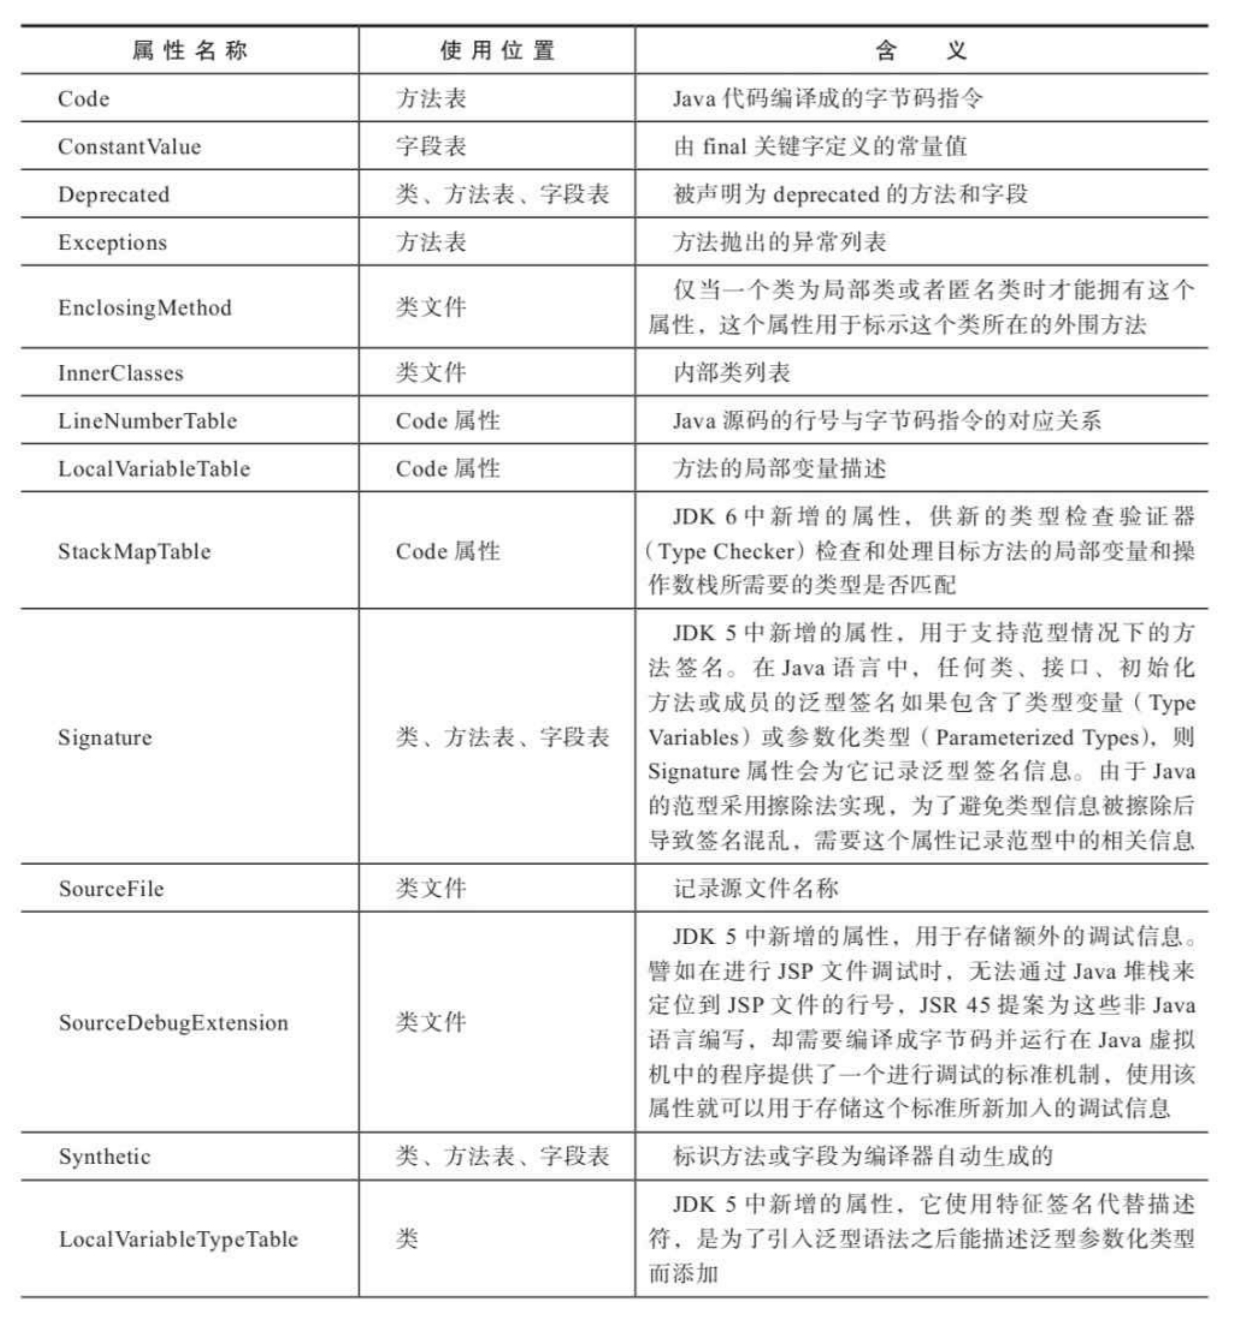 属性名称 使用位置 含 义
Code 方法表 Java 代码编译成的字节码指令
ConstantValue 字段表 由 final 关键字定义的常量值
Deprecated 类、方法表、字段表 被声明为 deprecated 的方法和字段
Exceptions 方法表 方法抛出的异常列表
EnclosingMethod 类文件 仅当一个类为局部类或者匿名类时才能拥有这个
属性，这个属性用于标示这个类所在的外围方法
InnerClasses 类文件 内部类列表
LineNumberTable Code 属性 Java 源码的行号与字节码指令的对应关系
LocalVariableTable Code 属性 方法的局部变量描述
StackMapTable Code 属性 JDK 6 中新增的属性，供新的类型检查验证器
（Type Checker）检查和处理目标方法的局部变量和操
作数栈所需要的类型是否匹配
Signature 类、方法表、字段表 JDK 5 中新增的属性，用于支持范型情况下的方
法签名。在 Java 语言中，任何类、接口、初始化
方法或成员的泛型签名如果包含了类型变量（Type
Variables）或参数化类型（Parameterized Types），则
Signature 属性会为它记录泛型签名信息。由于 Java
的范型采用擦除法实现，为了避免类型信息被擦除后
导致签名混乱，需要这个属性记录范型中的相关信息
SourceFile 类文件 记录源文件名称
SourceDebugExtension 类文件 JDK 5 中新增的属性，用于存储额外的调试信息。
譬如在进行 JSP 文件调试时，无法通过 Java 堆栈来
定位到 JSP 文件的行号，JSR 45 提案为这些非 Java
语言编写，却需要编译成字节码并运行在 Java 虚拟
机中的程序提供了一个进行调试的标准机制，使用该
属性就可以用于存储这个标准所新加入的调试信息
Synthetic 类、方法表、字段表 标识方法或字段为编译器自动生成的
LocalVariableTypeTable 类 JDK 5 中新增的属性，它使用特征签名代替描述
符，是为了引入泛型语法之后能描述泛型参数化类型
而添加